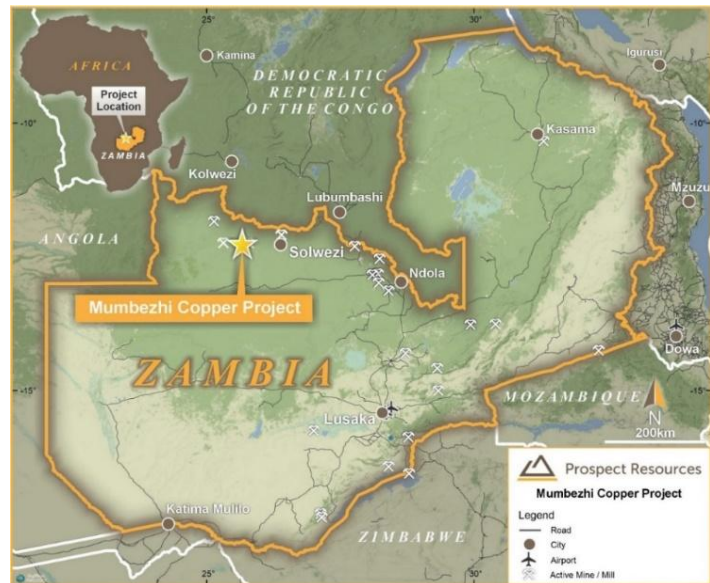 25°
30°
AFRICA
Project
Location
ZAMBIA
Kamina
DEMOCRATIC
REPUBLIC
OF THE CONGO
Igurusi
-10°
-10°
Kasama
Kolwezi
Mzuzu
Lubumbashi
ANGOLA
Solwezi
Ndola
Mumbezhi Copper Project
Dowa
ZAMBIA
-15°
-15°
MOZAMBIQUE
N
200km
Lusaka
Prospect Resources
Mumbezhi Copper Project
Legend
Road
City
Airport
Active Mine / Mill
Katima Mulilo
ZIMBABWE
25°
30°